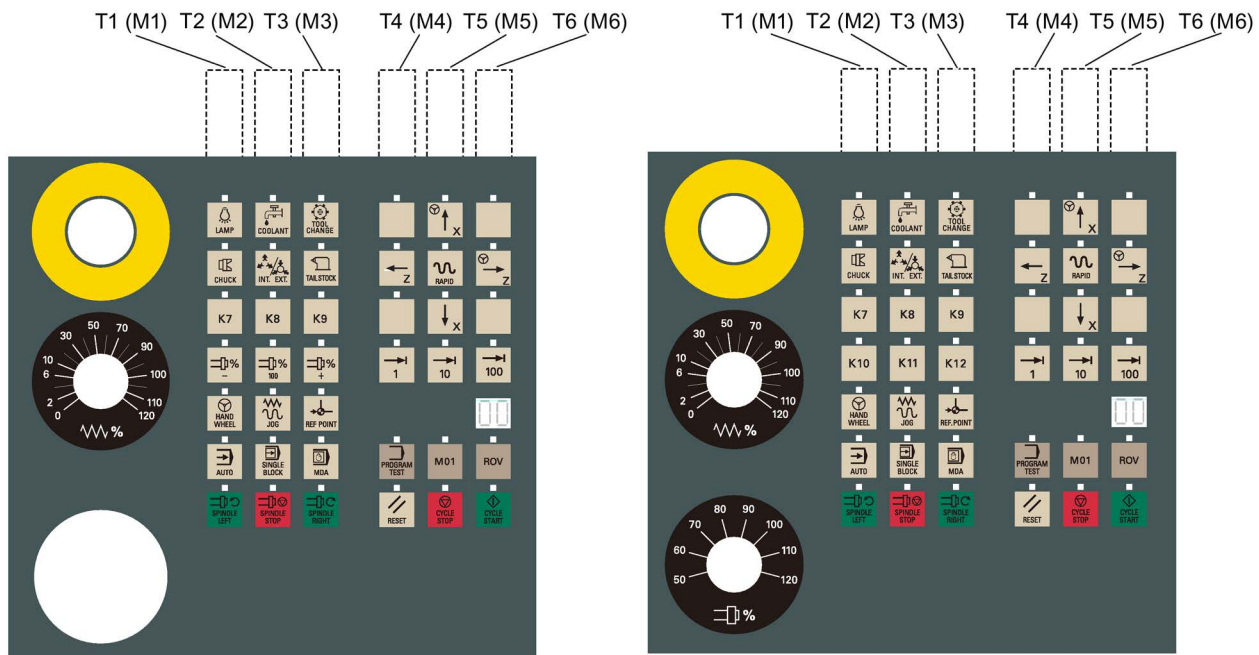 T1 (M1) T2 (M2) T3 (M3) T4 (M4) T5 (M5) T6 (M6)
LAMP COOLANT TOOL CHANGE X
CHUCK INT. EXT. TAILSTOCK Z RAPID Z
K7 K8 K9 X
% − % 100 % + 1 10 100
HAND WHEEL JOG REF POINT 00
AUTO SINGLE BLOCK MDA PROGRAM TEST M01 ROV
SPINDLE LEFT SPINDLE STOP SPINDLE RIGHT RESET CYCLE STOP CYCLE START
0 2 6 10 30 50 70 90 100 110 120
%
T1 (M1) T2 (M2) T3 (M3) T4 (M4) T5 (M5) T6 (M6)
LAMP COOLANT TOOL CHANGE X
CHUCK INT. EXT. TAILSTOCK Z RAPID Z
K7 K8 K9 X
K10 K11 K12 1 10 100
HAND WHEEL JOG REF.POINT 00
AUTO SINGLE BLOCK MDA PROGRAM TEST M01 ROV
SPINDLE LEFT SPINDLE STOP SPINDLE RIGHT RESET CYCLE STOP CYCLE START
0 2 6 10 30 50 70 90 100 110 120
%
50 60 70 80 90 100 110 120
%